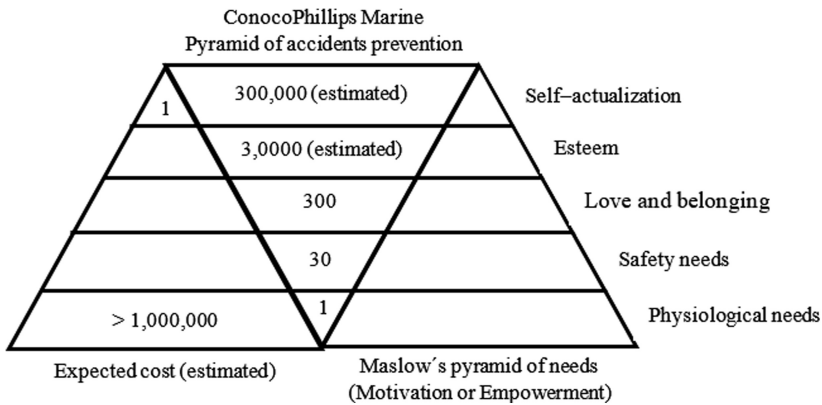 ConocoPhillips Marine
Pyramid of accidents prevention
1
300,000 (estimated)
Self–actualization
3,0000 (estimated)
Esteem
300
Love and belonging
30
Safety needs
> 1,000,000
1
Physiological needs
Expected cost (estimated)
Maslow´s pyramid of needs
(Motivation or Empowerment)